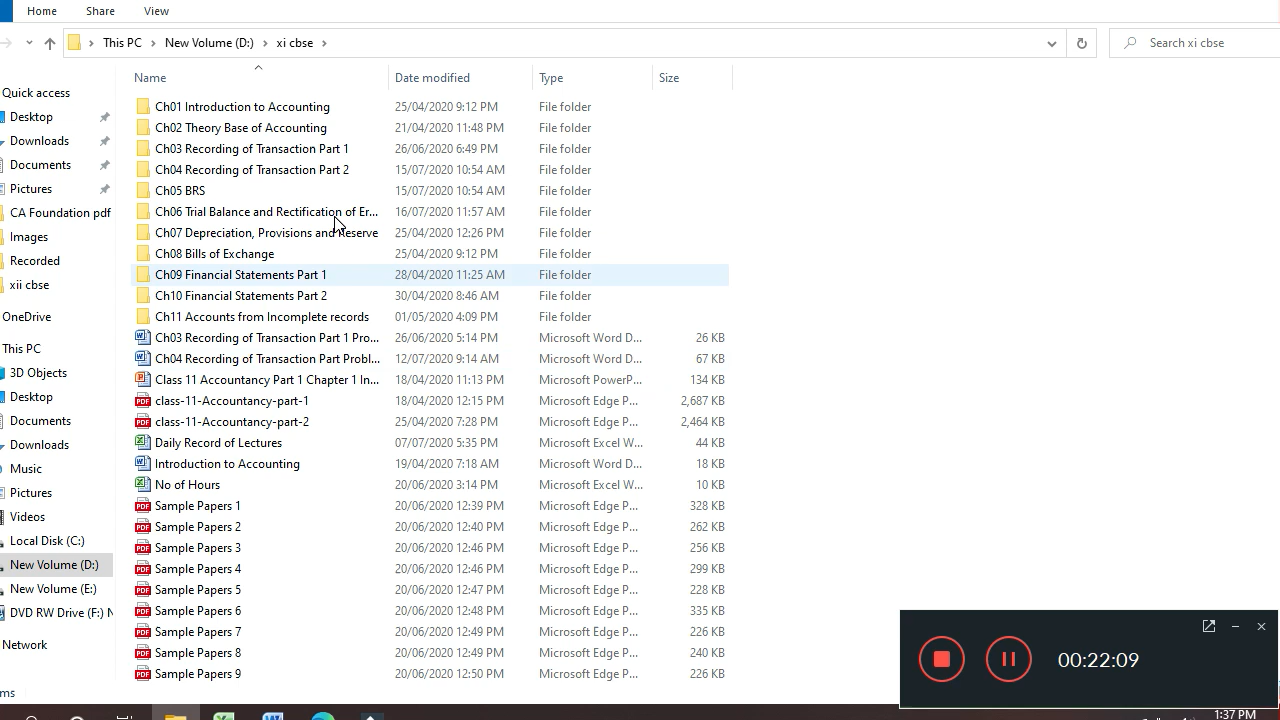 Home Share View
This PC New Volume (D:) xi cbse Search xi cbse
Name Date modified Type Size
Quick access
Desktop
Downloads
Documents
Pictures
CA Foundation pdf
Images
Recorded
xii cbse
OneDrive
This PC
3D Objects
Desktop
Documents
Downloads
Music
Pictures
Videos
Local Disk (C:)
New Volume (D:)
New Volume (E:)
DVD RW Drive (F:) N
Network
ms
Ch01 Introduction to Accounting 25/04/2020 9:12 PM File folder
Ch02 Theory Base of Accounting 21/04/2020 11:48 PM File folder
Ch03 Recording of Transaction Part 1 26/06/2020 6:49 PM File folder
Ch04 Recording of Transaction Part 2 15/07/2020 10:54 AM File folder
Ch05 BRS 15/07/2020 10:54 AM File folder
Ch06 Trial Balance and Rectification of Er... 16/07/2020 11:57 AM File folder
Ch07 Depreciation, Provisions and Reserve 25/04/2020 12:26 PM File folder
Ch08 Bills of Exchange 25/04/2020 9:12 PM File folder
Ch09 Financial Statements Part 1 28/04/2020 11:25 AM File folder
Ch10 Financial Statements Part 2 30/04/2020 8:46 AM File folder
Ch11 Accounts from Incomplete records 01/05/2020 4:09 PM File folder
Ch03 Recording of Transaction Part 1 Pro... 26/06/2020 5:14 PM Microsoft Word D... 26 KB
Ch04 Recording of Transaction Part Probl... 12/07/2020 9:14 AM Microsoft Word D... 67 KB
Class 11 Accountancy Part 1 Chapter 1 In... 18/04/2020 11:13 PM Microsoft PowerP... 134 KB
class-11-Accountancy-part-1 18/04/2020 12:15 PM Microsoft Edge P... 2,687 KB
class-11-Accountancy-part-2 25/04/2020 7:28 PM Microsoft Edge P... 2,464 KB
Daily Record of Lectures 07/07/2020 5:35 PM Microsoft Excel W... 44 KB
Introduction to Accounting 19/04/2020 7:18 AM Microsoft Word D... 18 KB
No of Hours 20/06/2020 3:14 PM Microsoft Excel W... 10 KB
Sample Papers 1 20/06/2020 12:39 PM Microsoft Edge P... 328 KB
Sample Papers 2 20/06/2020 12:40 PM Microsoft Edge P... 262 KB
Sample Papers 3 20/06/2020 12:46 PM Microsoft Edge P... 256 KB
Sample Papers 4 20/06/2020 12:46 PM Microsoft Edge P... 299 KB
Sample Papers 5 20/06/2020 12:47 PM Microsoft Edge P... 228 KB
Sample Papers 6 20/06/2020 12:48 PM Microsoft Edge P... 335 KB
Sample Papers 7 20/06/2020 12:49 PM Microsoft Edge P... 226 KB
Sample Papers 8 20/06/2020 12:49 PM Microsoft Edge P... 240 KB
Sample Papers 9 20/06/2020 12:50 PM Microsoft Edge P... 226 KB
00:22:09
1:37 PM